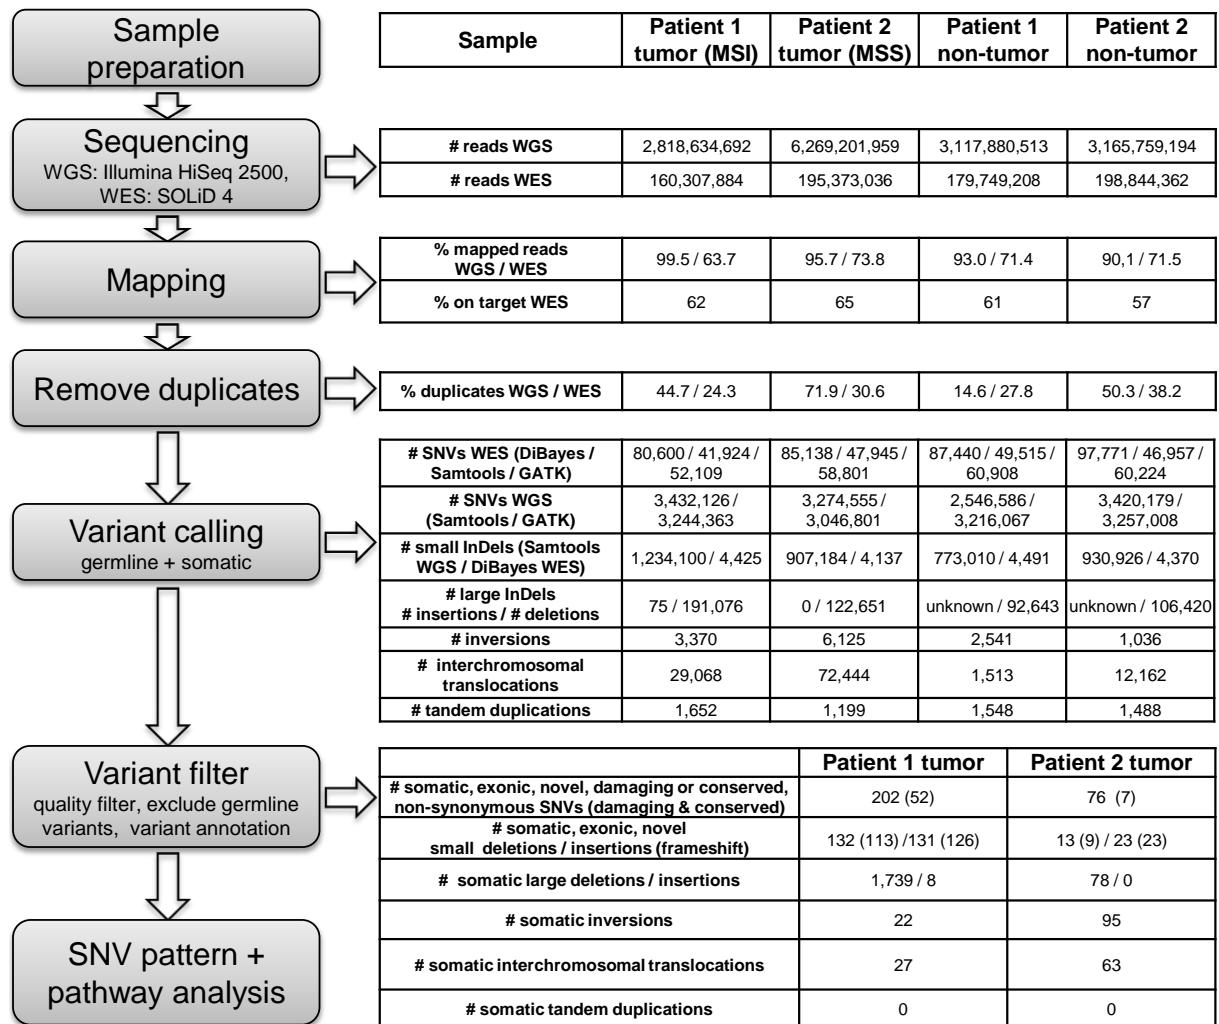 Sample
preparation
Sample
Patient 1
tumor (MSI)
Patient 2
tumor (MSS)
Patient 1
non-tumor
Patient 2
non-tumor
Sequencing
WGS: Illumina HiSeq 2500,
WES: SOLiD 4
# reads WGS
2,818,634,692
6,269,201,959
3,117,880,513
3,165,759,194
# reads WES
160,307,884
195,373,036
179,749,208
198,844,362
Mapping
% mapped reads
WGS / WES
99.5 / 63.7
95.7 / 73.8
93.0 / 71.4
90,1 / 71.5
% on target WES
62
65
61
57
Remove duplicates
% duplicates WGS / WES
44.7 / 24.3
71.9 / 30.6
14.6 / 27.8
50.3 / 38.2
Variant calling
germline + somatic
# SNVs WES (DiBayes /
Samtools / GATK)
80,600 / 41,924 /
52,109
85,138 / 47,945 /
58,801
87,440 / 49,515 /
60,908
97,771 / 46,957 /
60,224
# SNVs WGS
(Samtools / GATK)
3,432,126 /
3,244,363
3,274,555 /
3,046,801
2,546,586 /
3,216,067
3,420,179 /
3,257,008
# small InDels (Samtools
WGS / DiBayes WES)
1,234,100 / 4,425
907,184 / 4,137
773,010 / 4,491
930,926 / 4,370
# large InDels
# insertions / # deletions
75 / 191,076
0 / 122,651
unknown / 92,643
unknown / 106,420
# inversions
3,370
6,125
2,541
1,036
# interchromosomal
translocations
29,068
72,444
1,513
12,162
# tandem duplications
1,652
1,199
1,548
1,488
Variant filter
quality filter, exclude germline
variants, variant annotation
Patient 1 tumor
Patient 2 tumor
# somatic, exonic, novel, damaging or conserved,
non-synonymous SNVs (damaging & conserved)
202 (52)
76 (7)
# somatic, exonic, novel
small deletions / insertions (frameshift)
132 (113) /131 (126)
13 (9) / 23 (23)
# somatic large deletions / insertions
1,739 / 8
78 / 0
# somatic inversions
22
95
SNV pattern +
pathway analysis
# somatic interchromosomal translocations
27
63
# somatic tandem duplications
0
0